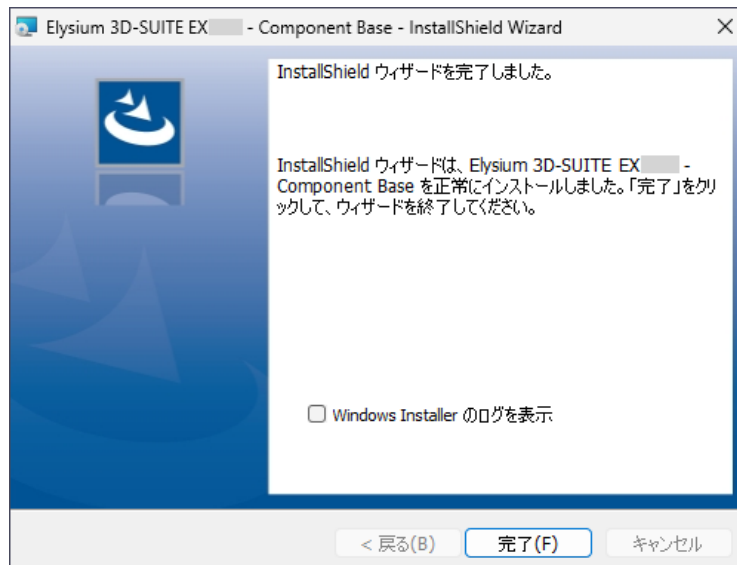 Elysium 3D-SUITE EX - Component Base - InstallShield Wizard
InstallShield ウィザードを完了しました。
InstallShield ウィザードは、Elysium 3D-SUITE EX -
Component Base を正常にインストールしました。「完了」をクリ
ックして、ウィザードを終了してください。
Windows Installer のログを表示
< 戻る(B)
完了(F)
キャンセル